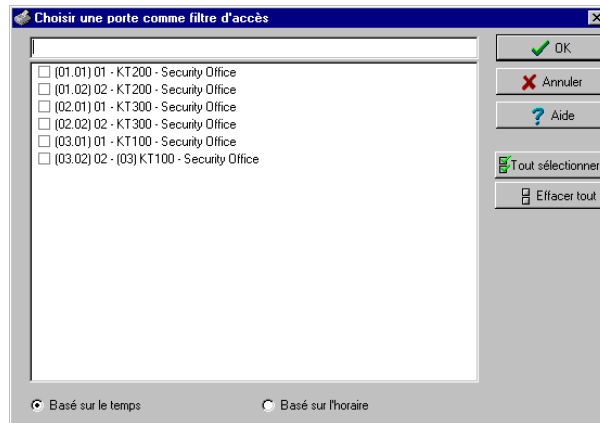 Choisir une porte comme filtre d'accès
(01.01) 01 - KT200 - Security Office
(01.02) 02 - KT200 - Security Office
(02.01) 01 - KT300 - Security Office
(02.02) 02 - KT300 - Security Office
(03.01) 01 - KT100 - Security Office
(03.02) 02 - (03) KT100 - Security Office
OK
Annuler
Aide
Tout sélectionner
Effacer tout
Basé sur le temps
Basé sur l'horaire